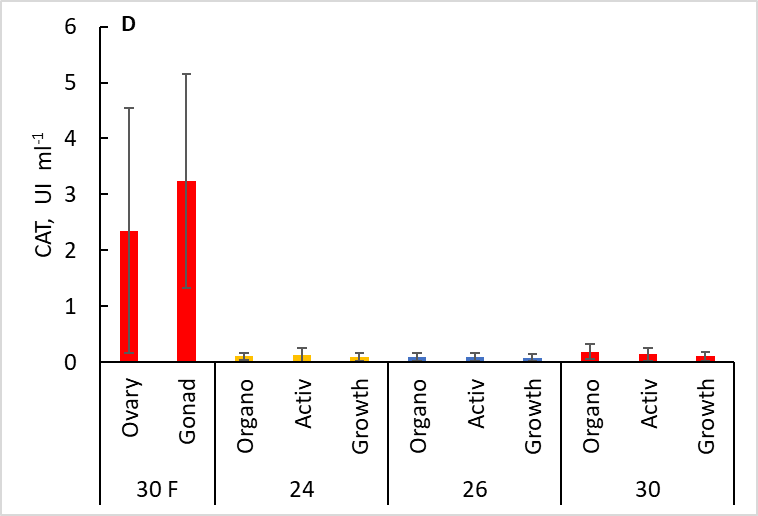 D
6
5
4
3
2
1
0
CAT, UI ml-1
Ovary
Gonad
Organo
Activ
Growth
Organo
Activ
Growth
Organo
Activ
Growth
30 F
24
26
30